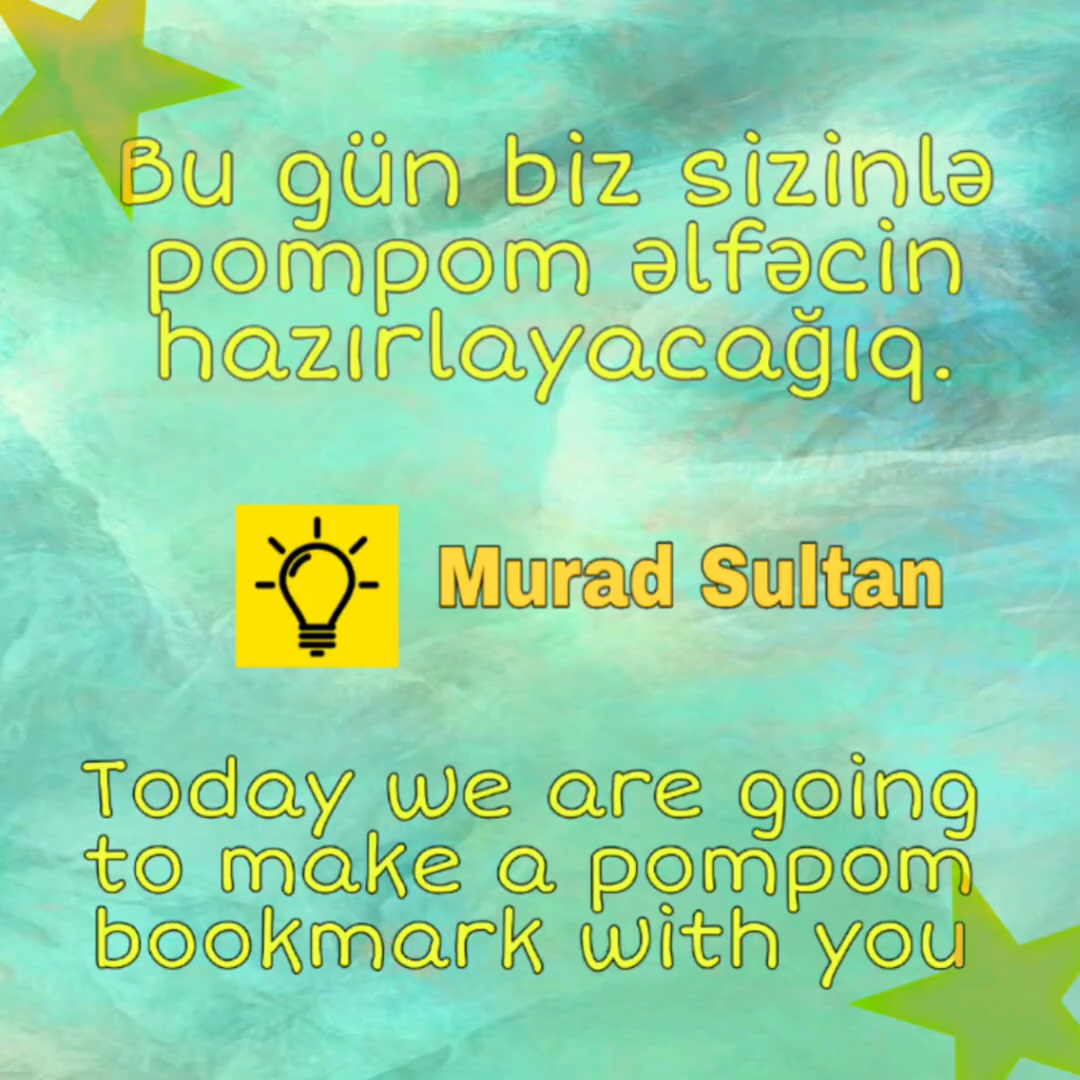 Bu gün biz sizinlə
pompom əlfəcin
hazırlayacağıq.
Murad Sultan
Today we are going
to make a pompom
bookmark with you